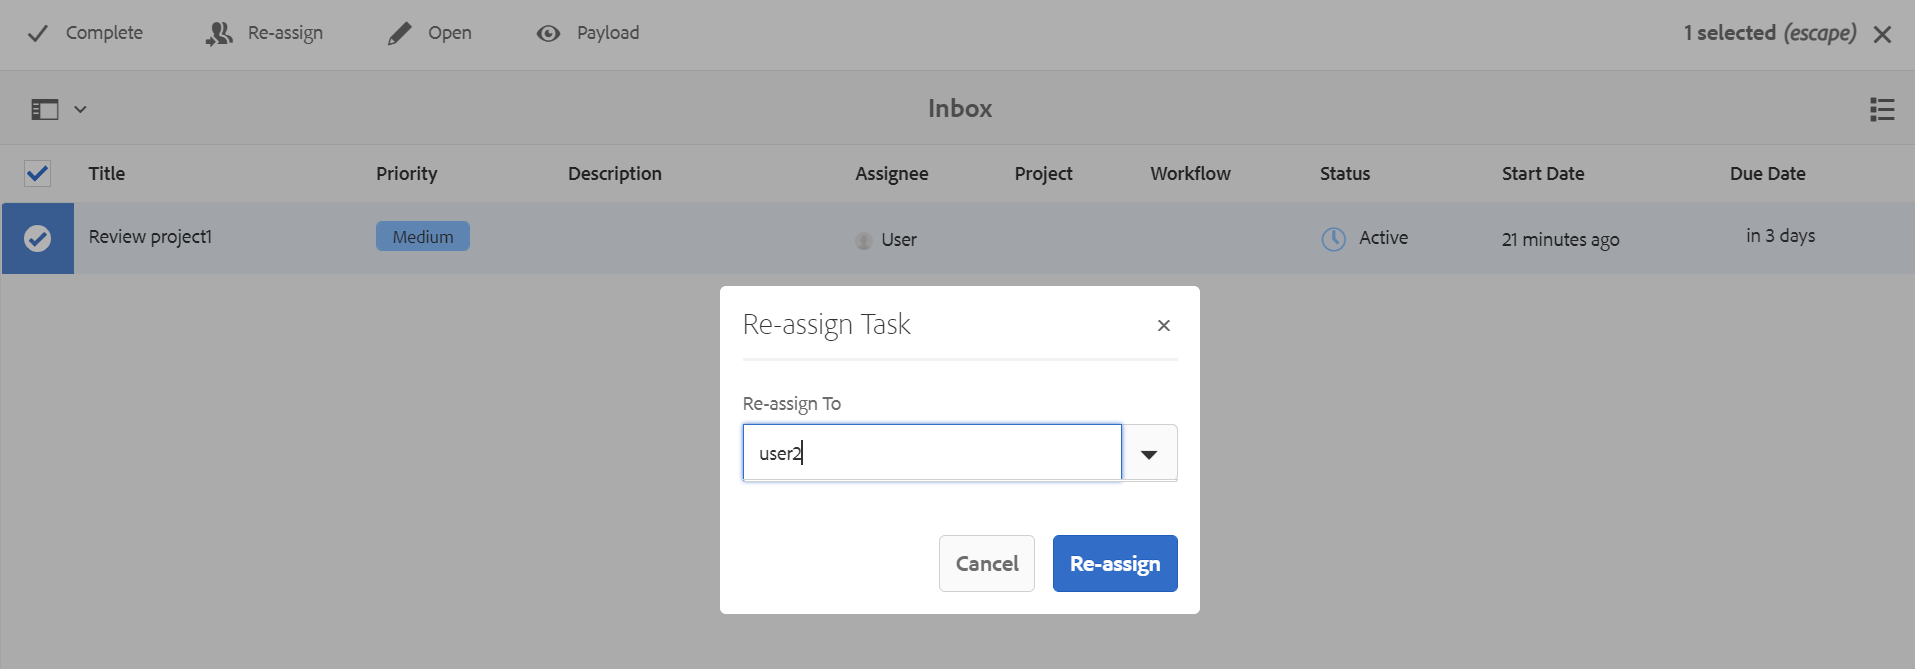 Complete Re-assign Open Payload 1 selected (escape)
Inbox
Title Priority Description Assignee Project Workflow Status Start Date Due Date
Review project1 Medium User Active 21 minutes ago in 3 days
Re-assign Task
Re-assign To
user2
Cancel Re-assign